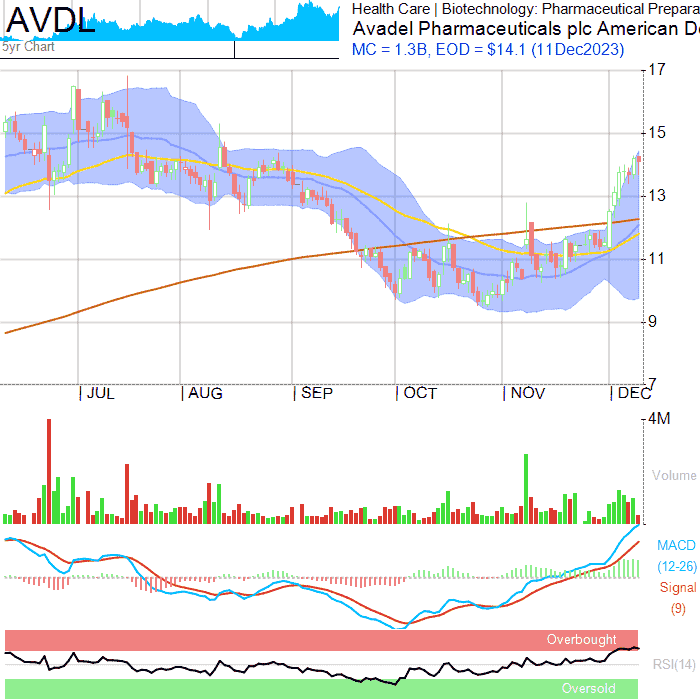 AVDL
5yr Chart
Health Care | Biotechnology: Pharmaceutical Prepara
Avadel Pharmaceuticals plc American De
MC = 1.3B, EOD = $14.1 (11Dec2023)
17
15
13
11
9
7
JUL
AUG
SEP
OCT
NOV
DEC
4M
Volume
MACD
(12-26)
Signal
(9)
Overbought
RSI(14)
Oversold